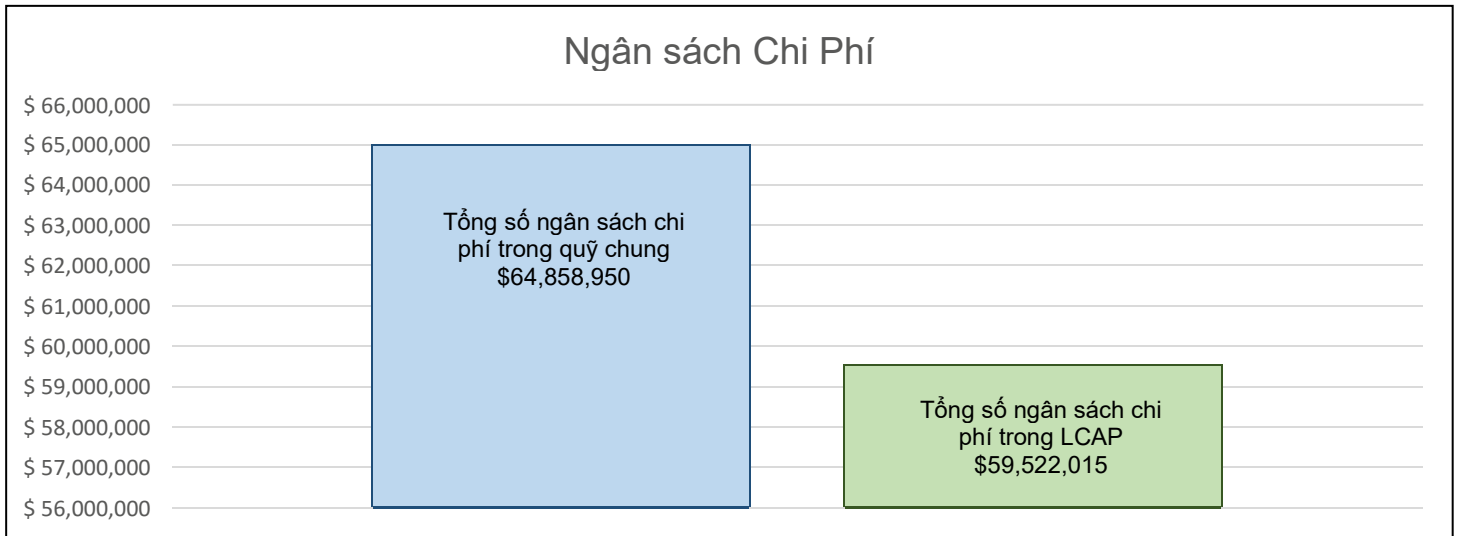 Ngân sách Chi Phí
$ 66,000,000
$ 65,000,000
$ 64,000,000
$ 63,000,000
$ 62,000,000
$ 61,000,000
$ 60,000,000
$ 59,000,000
$ 58,000,000
$ 57,000,000
$ 56,000,000
Tổng số ngân sách chi
phí trong quỹ chung
$64,858,950
Tổng số ngân sách chi
phí trong LCAP
$59,522,015